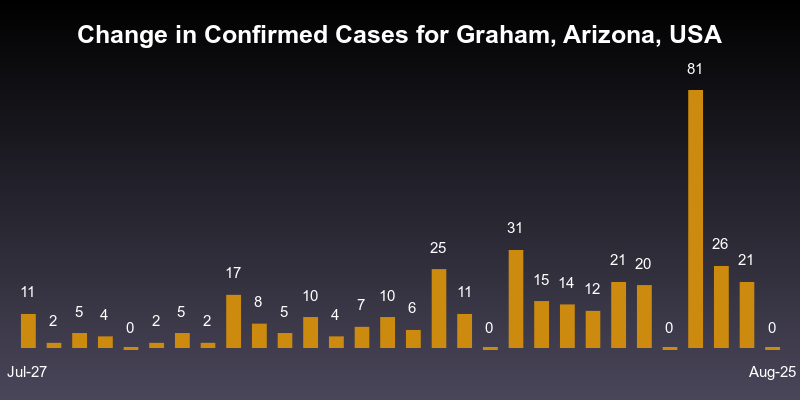 Change in Confirmed Cases for Graham, Arizona, USA
11 2 5 4 0 2 5 2 17 8 5 10 4 7 10 6 25 11 0 31 15 14 12 21 20 0 81 26 21 0
Jul-27 Aug-25